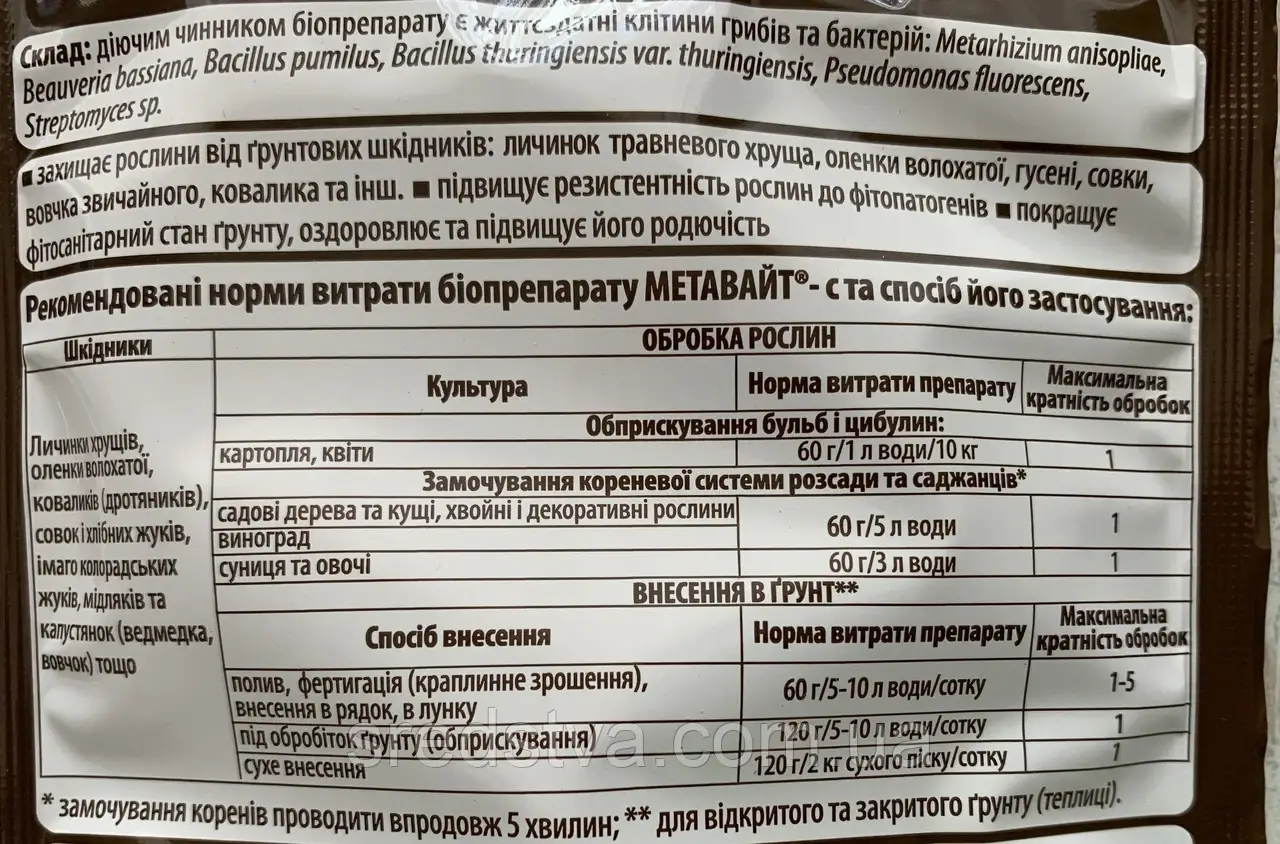 Склад: діючим чинником біопрепарату є життєздатні клітини грибів та бактерій: Metarhizium anisopliae,
Beauveria bassiana, Bacillus pumilus, Bacillus thuringiensis var. thuringiensis, Pseudomonas fluorescens,
Streptomyces sp.
▪ захищає рослини від ґрунтових шкідників: личинок травневого хруща, оленки волохатої, гусені, совки,
вовчка звичайного, ковалика та інш. ▪ підвищує резистентність рослин до фітопатогенів ▪ покращує
фітосанітарний стан ґрунту, оздоровлює та підвищує його родючість
Рекомендовані норми витрати біопрепарату МЕТАВАЙТ®- с та спосіб його застосування:
Шкідники
ОБРОБКА РОСЛИН
Культура
Норма витрати препарату
Максимальна
кратність обробок
Личинки хрущів,
оленки волохатої,
коваликів (дротяників),
совок і хлібних жуків,
імаго колорадських
жуків, мідляків та
капустянок (ведмедка,
вовчок) тощо
Обприскування бульб і цибулин:
картопля, квіти
60 г/1 л води/10 кг
1
Замочування кореневої системи розсади та саджанців*
садові дерева та кущі, хвойні і декоративні рослини
виноград
60 г/5 л води
1
суниця та овочі
60 г/3 л води
1
ВНЕСЕННЯ В ҐРУНТ**
Спосіб внесення
Норма витрати препарату
Максимальна
кратність обробок
полив, фертигація (краплинне зрошення),
внесення в рядок, в лунку
60 г/5-10 л води/сотку
1-5
під обробіток ґрунту (обприскування)
120 г/5-10 л води/сотку
1
сухе внесення
120 г/2 кг сухого піску/сотку
1
sredstva.com.ua
* замочування коренів проводити впродовж 5 хвилин; ** для відкритого та закритого ґрунту (теплиці).